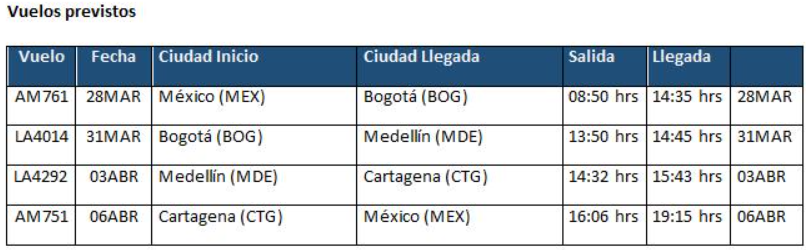 Vuelos previstos
Vuelo Fecha Ciudad Inicio Ciudad Llegada Salida Llegada
AM761 28MAR México (MEX) Bogotá (BOG) 08:50 hrs 14:35 hrs 28MAR
LA4014 31MAR Bogotá (BOG) Medellín (MDE) 13:50 hrs 14:45 hrs 31MAR
LA4292 03ABR Medellín (MDE) Cartagena (CTG) 14:32 hrs 15:43 hrs 03ABR
AM751 06ABR Cartagena (CTG) México (MEX) 16:06 hrs 19:15 hrs 06ABR